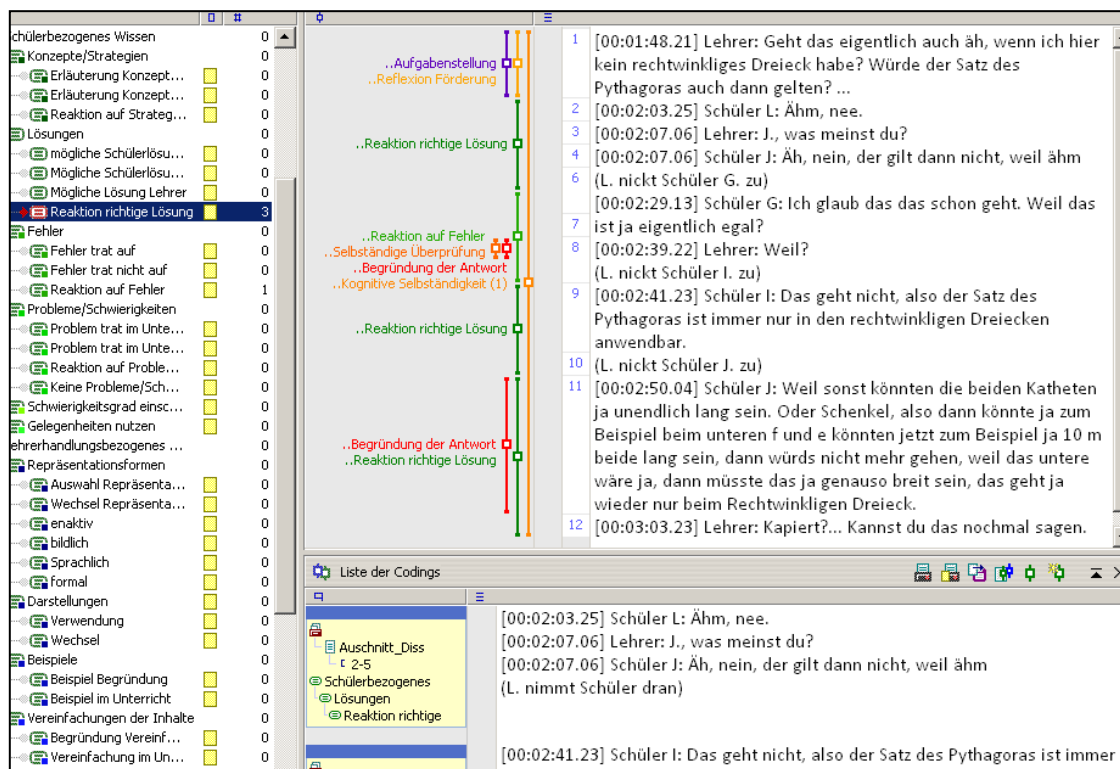 #
chülerbezogenes Wissen 0
Konzepte/Strategien 0
Erläuterung Konzept... 0
Erläuterung Konzept... 0
Reaktion auf Strateg... 0
Lösungen 0
mögliche Schülerlösu... 0
Mögliche Schülerlösu... 0
Mögliche Lösung Lehrer 0
Reaktion richtige Lösung 3
Fehler 0
Fehler trat auf 0
Fehler trat nicht auf 0
Reaktion auf Fehler 1
Probleme/Schwierigkeiten 0
Problem trat im Unte... 0
Problem trat im Unte... 0
Reaktion auf Proble... 0
Keine Probleme/Sch... 0
Schwierigkeitsgrad einsc... 0
Gelegenheiten nutzen 0
ehrerhandlungsbezogenes ... 0
Repräsentationsformen 0
Auswahl Repräsenta... 0
Wechsel Repräsenta... 0
enaktiv 0
bildlich 0
Sprachlich 0
formal 0
Darstellungen 0
Verwendung 0
Wechsel 0
Beispiele 0
Beispiel Begründung 0
Beispiel im Unterricht 0
Vereinfachungen der Inhalte 0
Begründung Vereinf... 0
Vereinfachung im Un... 0
..Aufgabenstellung
..Reflexion Förderung
..Reaktion richtige Lösung
..Reaktion auf Fehler
..Selbständige Überprüfung
..Begründung der Antwort
..Kognitive Selbständigkeit (1)
..Reaktion richtige Lösung
..Begründung der Antwort
..Reaktion richtige Lösung
1 [00:01:48.21] Lehrer: Geht das eigentlich auch äh, wenn ich hier
kein rechtwinkliges Dreieck habe? Würde der Satz des
Pythagoras auch dann gelten? ...
2 [00:02:03.25] Schüler L: Ähm, nee.
3 [00:02:07.06] Lehrer: J., was meinst du?
4 [00:02:07.06] Schüler J: Äh, nein, der gilt dann nicht, weil ähm
6 (L. nickt Schüler G. zu)
[00:02:29.13] Schüler G: Ich glaub das das schon geht. Weil das
7 ist ja eigentlich egal?
8 [00:02:39.22] Lehrer: Weil?
(L. nickt Schüler I. zu)
9 [00:02:41.23] Schüler I: Das geht nicht, also der Satz des
Pythagoras ist immer nur in den rechtwinkligen Dreiecken
anwendbar.
10 (L. nickt Schüler J. zu)
11 [00:02:50.04] Schüler J: Weil sonst könnten die beiden Katheten
ja unendlich lang sein. Oder Schenkel, also dann könnte ja zum
Beispiel beim unteren f und e könnten jetzt zum Beispiel ja 10 m
beide lang sein, dann würds nicht mehr gehen, weil das untere
wäre ja, dann müsste das ja genauso breit sein, das geht ja
wieder nur beim Rechtwinkligen Dreieck.
12 [00:03:03.23] Lehrer: Kapiert?... Kannst du das nochmal sagen.
Liste der Codings
Auschnitt_Diss
2-5
Schülerbezogenes
Lösungen
Reaktion richtige
[00:02:03.25] Schüler L: Ähm, nee.
[00:02:07.06] Lehrer: J., was meinst du?
[00:02:07.06] Schüler J: Äh, nein, der gilt dann nicht, weil ähm
(L. nimmt Schüler dran)
[00:02:41.23] Schüler I: Das geht nicht, also der Satz des Pythagoras ist immer